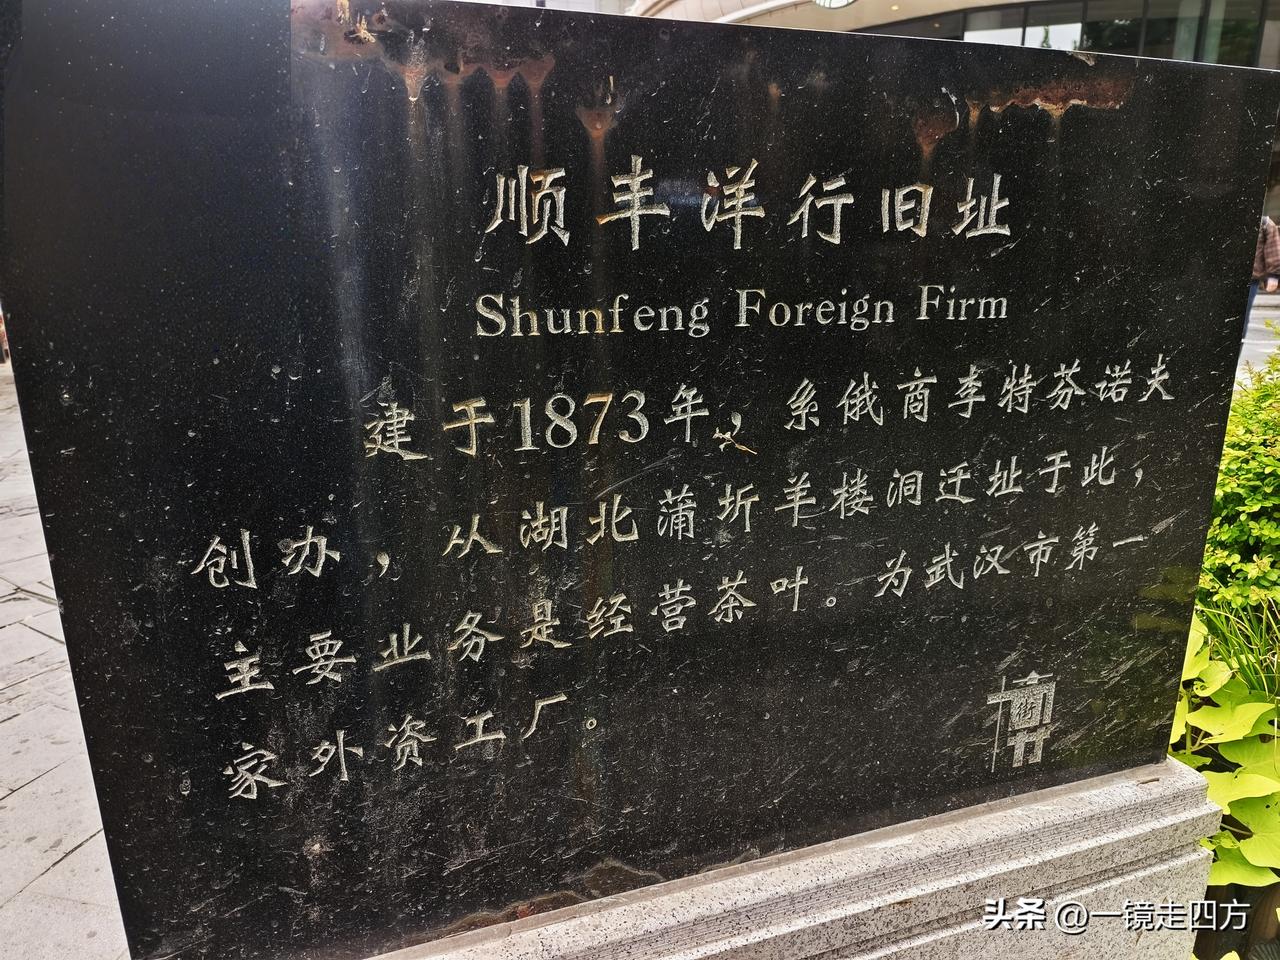 顺丰洋行旧址
Shunfeng Foreign Firm
建于1873年，系俄商李特芬诺夫
创办，从湖北蒲圻羊楼洞迁址于此，
主要业务是经营茶叶。为武汉市第一
家外资工厂。
街
头条 @一镜走四方